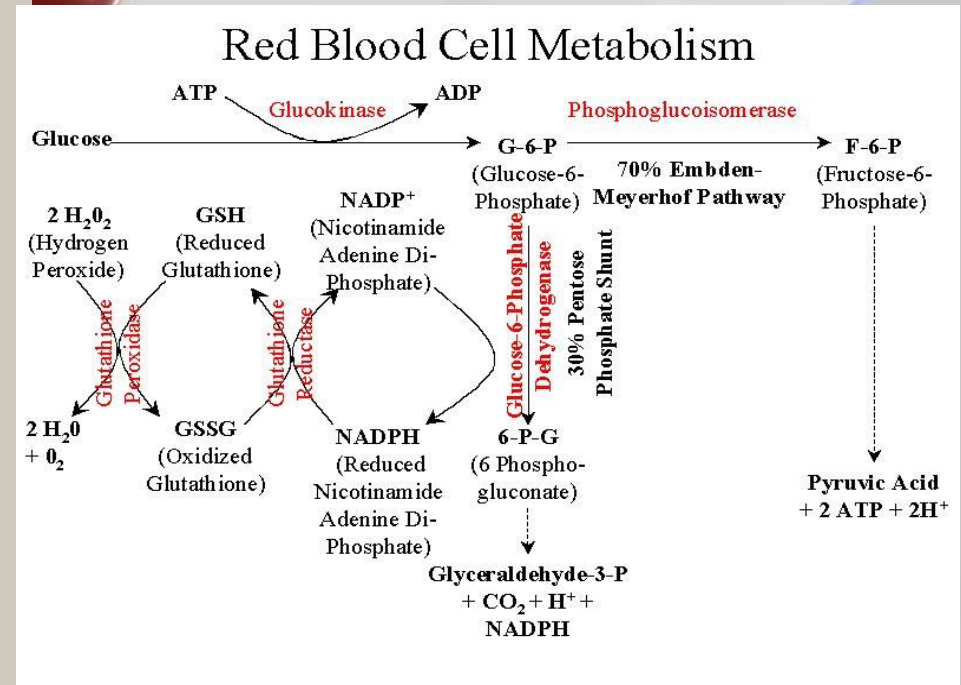 Red Blood Cell Metabolism
ATP
Glucokinase
ADP
Phosphoglucoisomerase
Glucose
G-6-P
(Glucose-6-
Phosphate)
70% Embden-
Meyerhof Pathway
F-6-P
(Fructose-6-
Phosphate)
2 H₂0₂
(Hydrogen
Peroxide)
GSH
(Reduced
Glutathione)
NADP⁺
(Nicotinamide
Adenine Di-
Phosphate)
Glutathione
Peroxidase
Glutathione
Reductase
Glucose-6-Phosphate
Dehydrogenase
30% Pentose
Phosphate Shunt
2 H₂0
+ 0₂
GSSG
(Oxidized
Glutathione)
NADPH
(Reduced
Nicotinamide
Adenine Di-
Phosphate)
6-P-G
(6 Phospho-
gluconate)
Pyruvic Acid
+ 2 ATP + 2H⁺
Glyceraldehyde-3-P
+ CO₂ + H⁺ +
NADPH